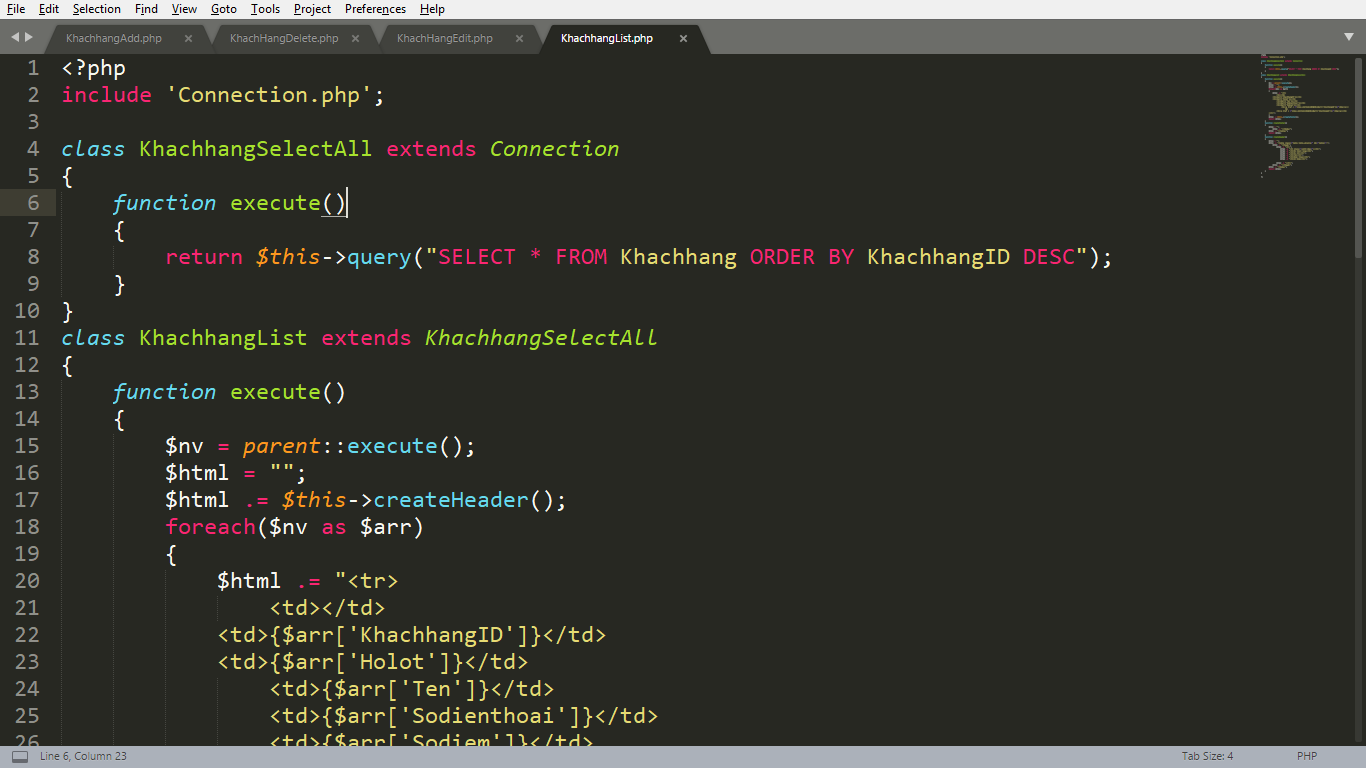 File Edit Selection Find View Goto Tools Project Preferences Help
KhachhangAdd.php × KhachHangDelete.php × KhachHangEdit.php × KhachhangList.php ×
1 <?php
2 include 'Connection.php';
3
4 class KhachhangSelectAll extends Connection
5 {
6     function execute()
7     {
8         return $this->query("SELECT * FROM Khachhang ORDER BY KhachhangID DESC");
9     }
10 }
11 class KhachhangList extends KhachhangSelectAll
12 {
13     function execute()
14     {
15         $nv = parent::execute();
16         $html = "";
17         $html .= $this->createHeader();
18         foreach($nv as $arr)
19         {
20             $html .= "<tr>
21                 <td></td>
22             <td>{$arr['KhachhangID']}</td>
23             <td>{$arr['Holot']}</td>
24                 <td>{$arr['Ten']}</td>
25                 <td>{$arr['Sodienthoai']}</td>
26                 <td>{$arr['Sodiem']}</td>
Line 6, Column 23 Tab Size: 4 PHP